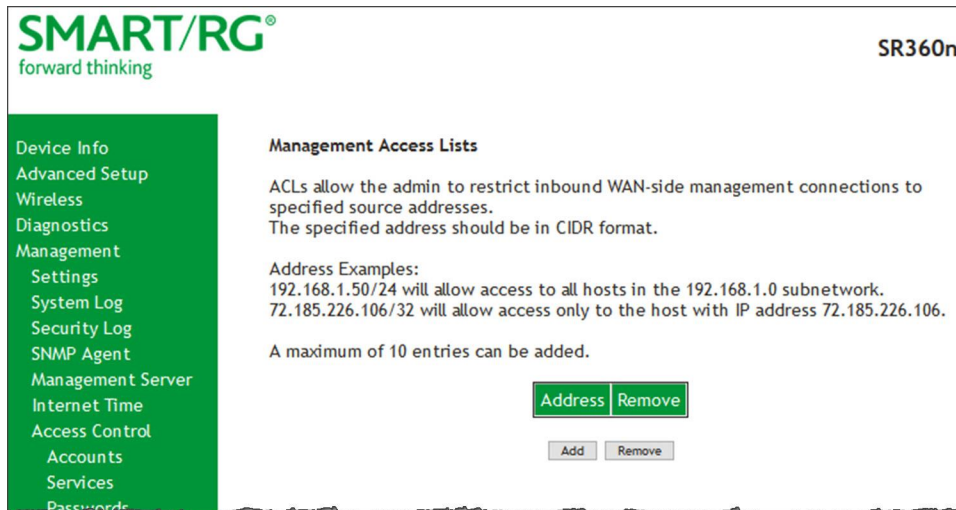 SMART/RG®
forward thinking
SR360n
Device Info
Advanced Setup
Wireless
Diagnostics
Management
Settings
System Log
Security Log
SNMP Agent
Management Server
Internet Time
Access Control
Accounts
Services
Passwords
Management Access Lists
ACLs allow the admin to restrict inbound WAN-side management connections to
specified source addresses.
The specified address should be in CIDR format.
Address Examples:
192.168.1.50/24 will allow access to all hosts in the 192.168.1.0 subnetwork.
72.185.226.106/32 will allow access only to the host with IP address 72.185.226.106.
A maximum of 10 entries can be added.
Address Remove
Add Remove